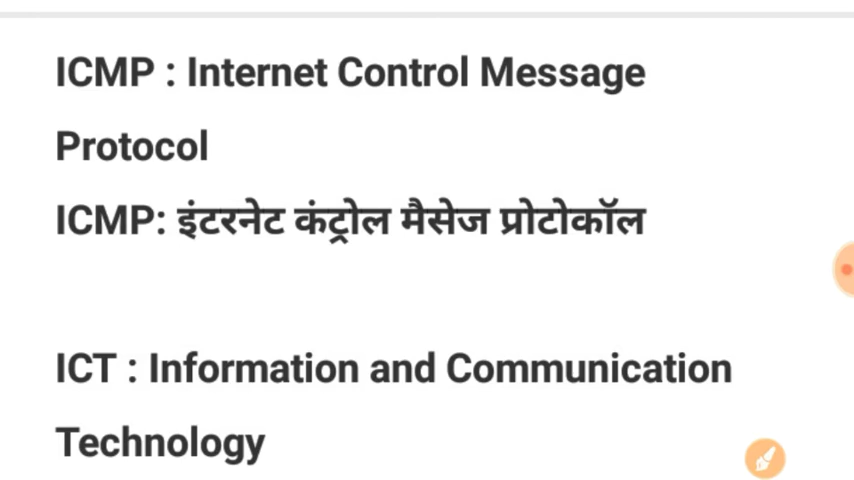 ICMP : Internet Control Message
Protocol
ICMP: इंटरनेट कंट्रोल मैसेज प्रोटोकॉल
ICT : Information and Communication
Technology